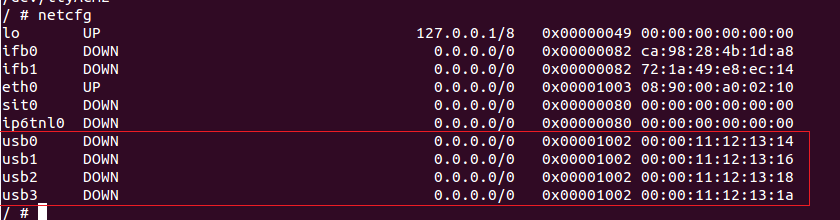 / # netcfg
lo UP 127.0.0.1/8 0x00000049 00:00:00:00:00:00
ifb0 DOWN 0.0.0.0/0 0x00000082 ca:98:28:4b:1d:a8
ifb1 DOWN 0.0.0.0/0 0x00000082 72:1a:49:e8:ec:14
eth0 UP 0.0.0.0/0 0x00001003 08:90:00:a0:02:10
sit0 DOWN 0.0.0.0/0 0x00000080 00:00:00:00:00:00
ip6tnl0 DOWN 0.0.0.0/0 0x00000080 00:00:00:00:00:00
usb0 DOWN 0.0.0.0/0 0x00001002 00:00:11:12:13:14
usb1 DOWN 0.0.0.0/0 0x00001002 00:00:11:12:13:16
usb2 DOWN 0.0.0.0/0 0x00001002 00:00:11:12:13:18
usb3 DOWN 0.0.0.0/0 0x00001002 00:00:11:12:13:1a
/ #